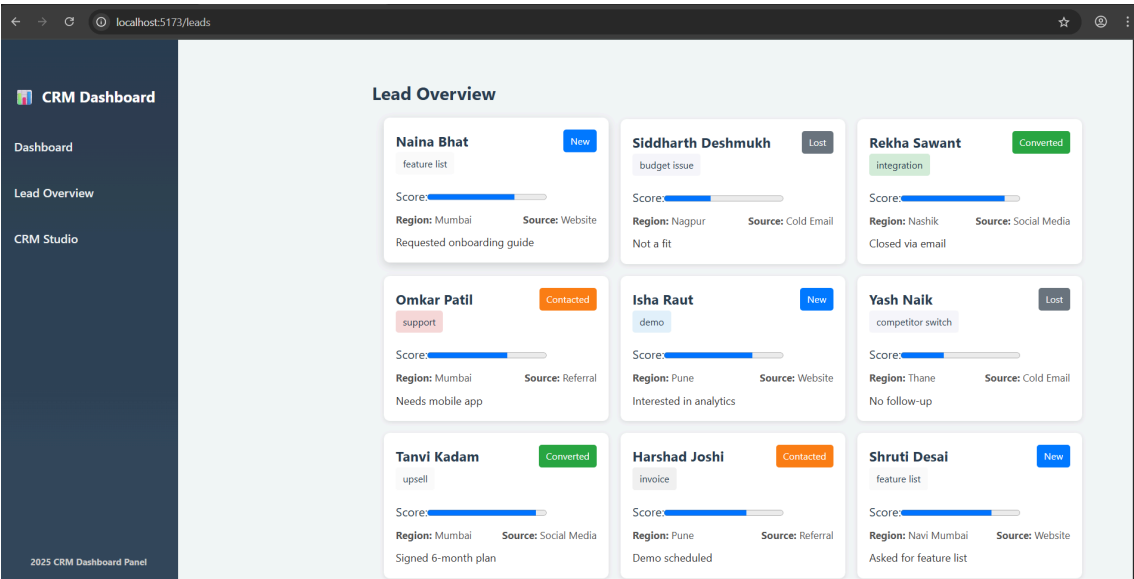 localhost:5173/leads
CRM Dashboard
Dashboard
Lead Overview
CRM Studio
2025 CRM Dashboard Panel
Lead Overview
Naina Bhat New
feature list
Score:
Region: Mumbai Source: Website
Requested onboarding guide
Siddharth Deshmukh Lost
budget issue
Score:
Region: Nagpur Source: Cold Email
Not a fit
Rekha Sawant Converted
integration
Score:
Region: Nashik Source: Social Media
Closed via email
Omkar Patil Contacted
support
Score:
Region: Mumbai Source: Referral
Needs mobile app
Isha Raut New
demo
Score:
Region: Pune Source: Website
Interested in analytics
Yash Naik Lost
competitor switch
Score:
Region: Thane Source: Cold Email
No follow-up
Tanvi Kadam Converted
upsell
Score:
Region: Mumbai Source: Social Media
Signed 6-month plan
Harshad Joshi Contacted
invoice
Score:
Region: Pune Source: Referral
Demo scheduled
Shruti Desai New
feature list
Score:
Region: Navi Mumbai Source: Website
Asked for feature list